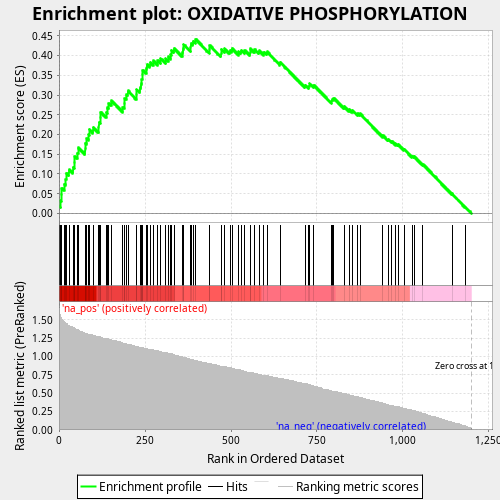 Enrichment plot: OXIDATIVE PHOSPHORYLATION
Enrichment score (ES)
0.45
0.40
0.35
0.30
0.25
0.20
0.15
0.10
0.05
0.00
'na_pos' (positively correlated)
Ranked list metric (PreRanked)
1.50
1.25
1.00
0.75
0.50
0.25
0.00
Zero cross at 1
'na_neg' (negatively correlated)
0 250 500 750 1,000 1,250
Rank in Ordered Dataset
Enrichment profile Hits Ranking metric scores